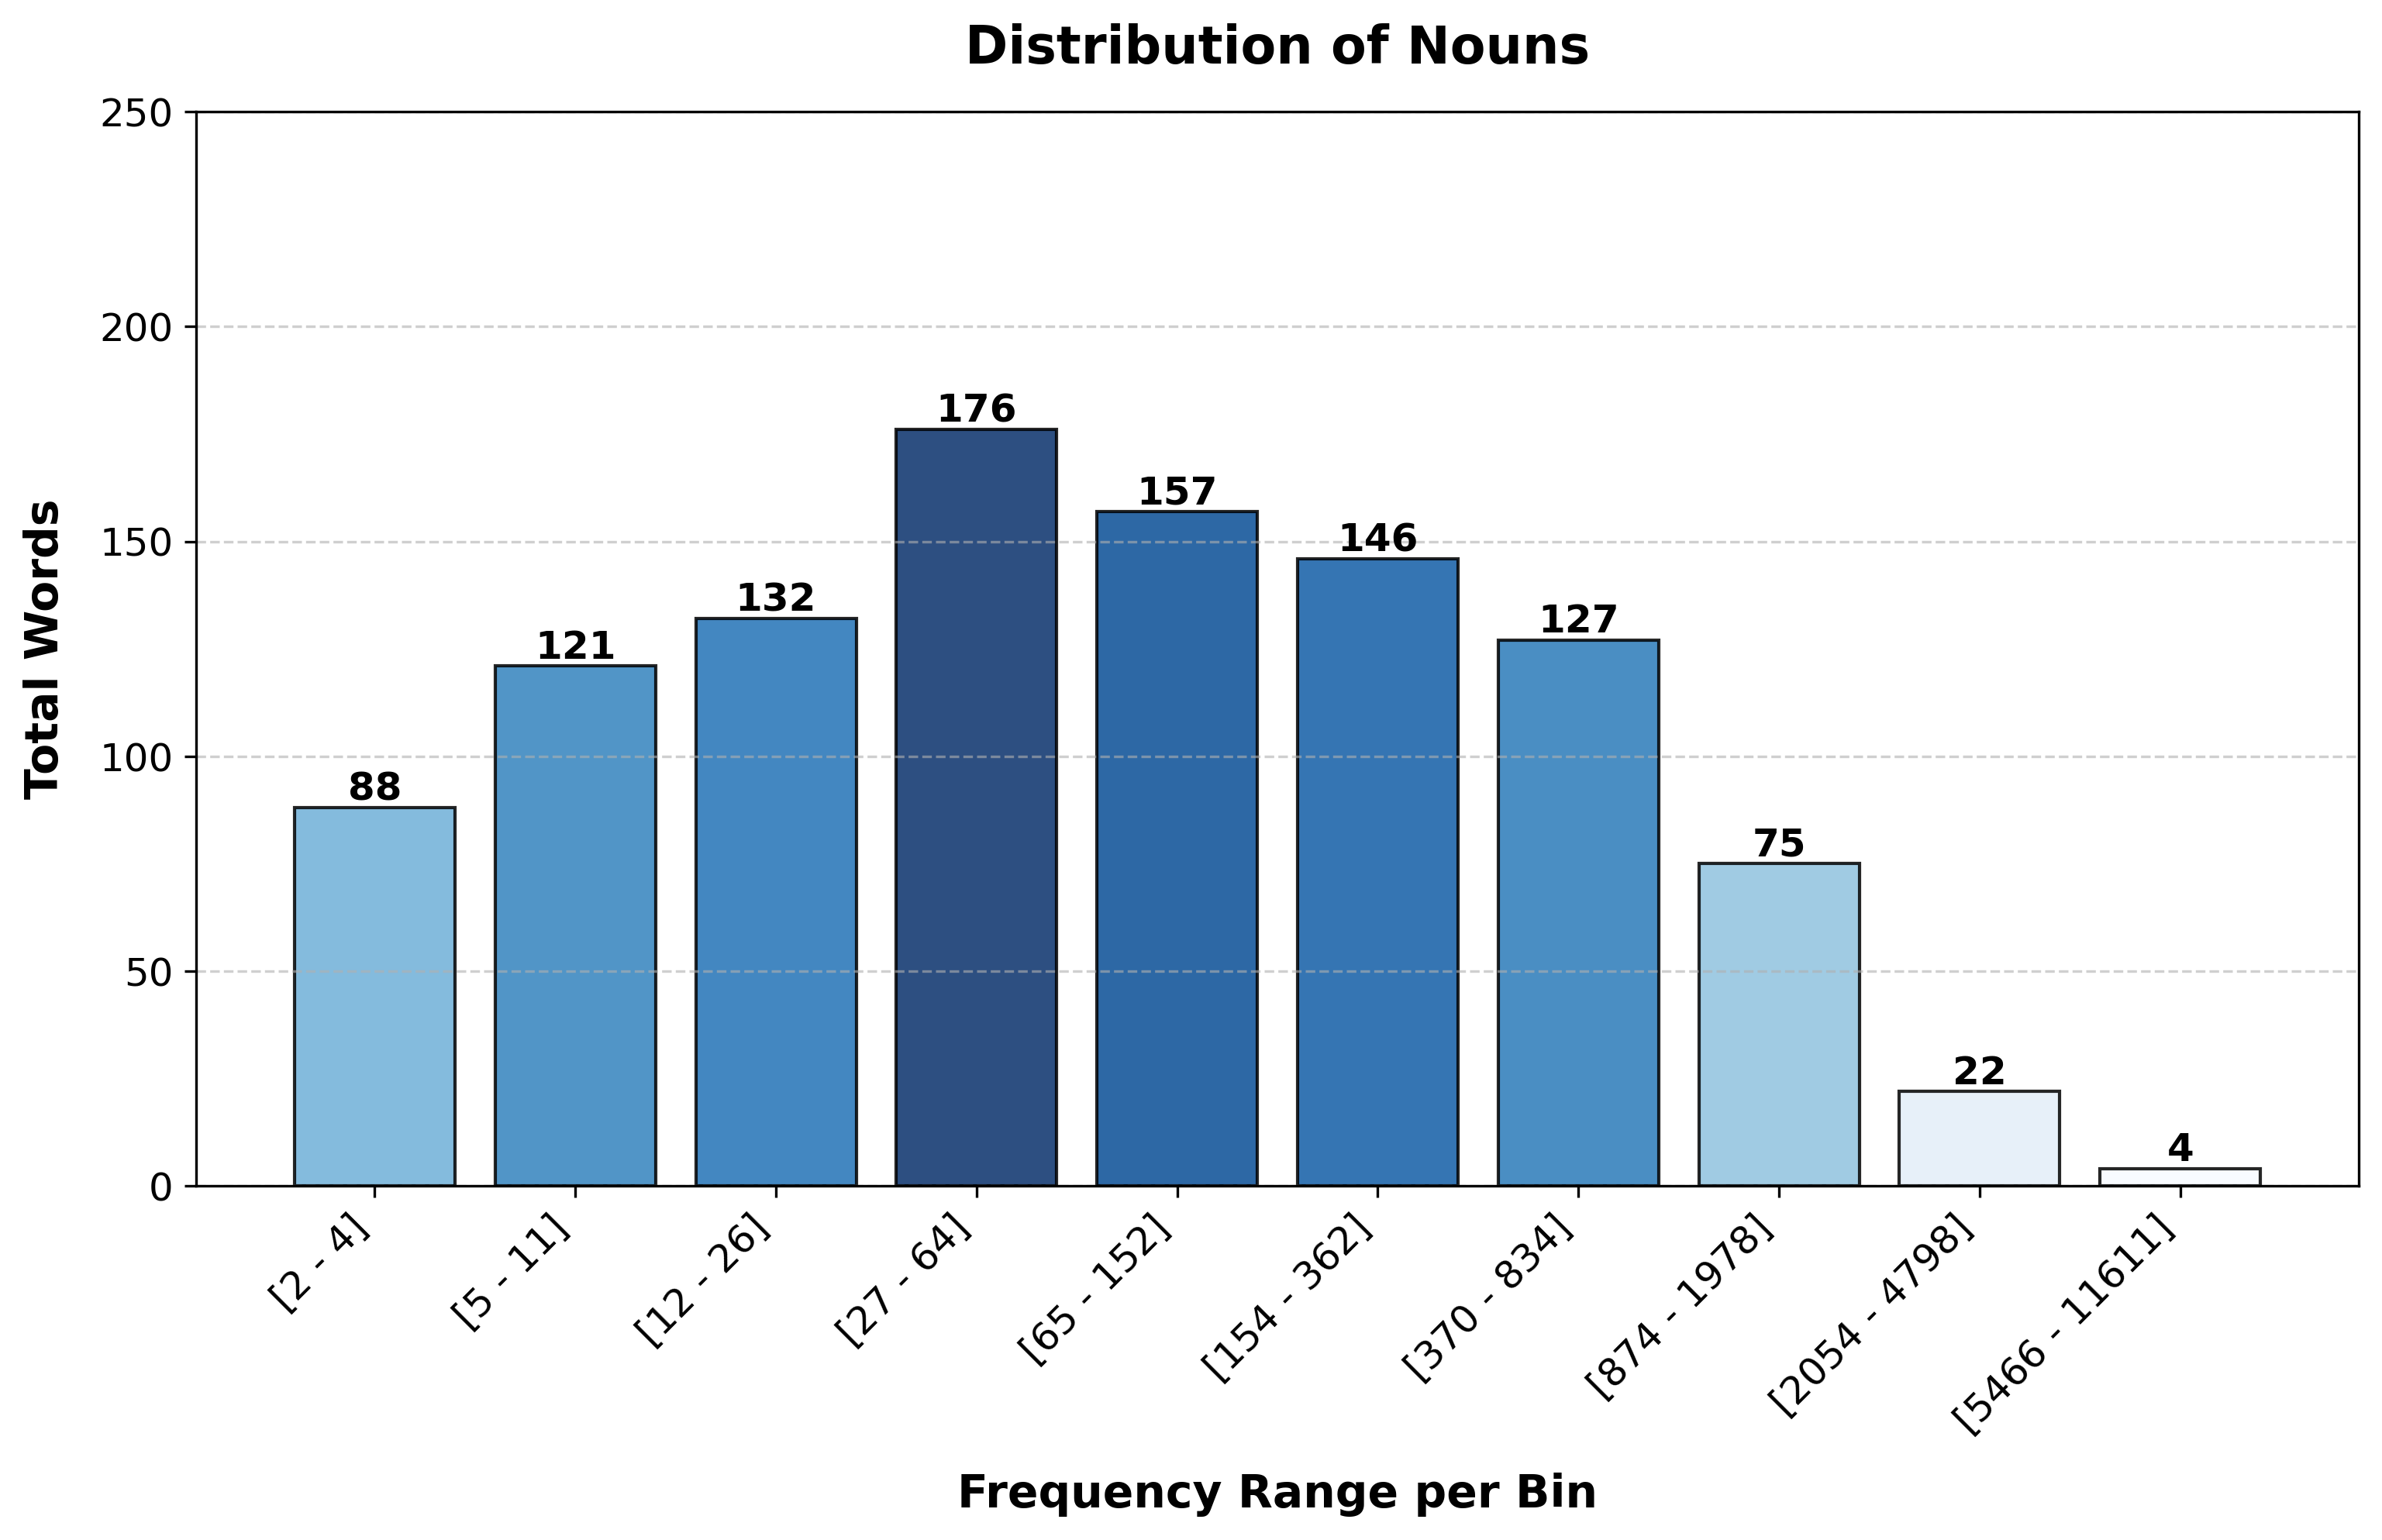 Distribution of Nouns
Total Words
250
200
150
100
50
0
88
121
132
176
157
146
127
75
22
4
[2 - 4]
[5 - 11]
[12 - 26]
[27 - 64]
[65 - 152]
[154 - 362]
[370 - 834]
[874 - 1978]
[2054 - 4798]
[5466 - 11611]
Frequency Range per Bin